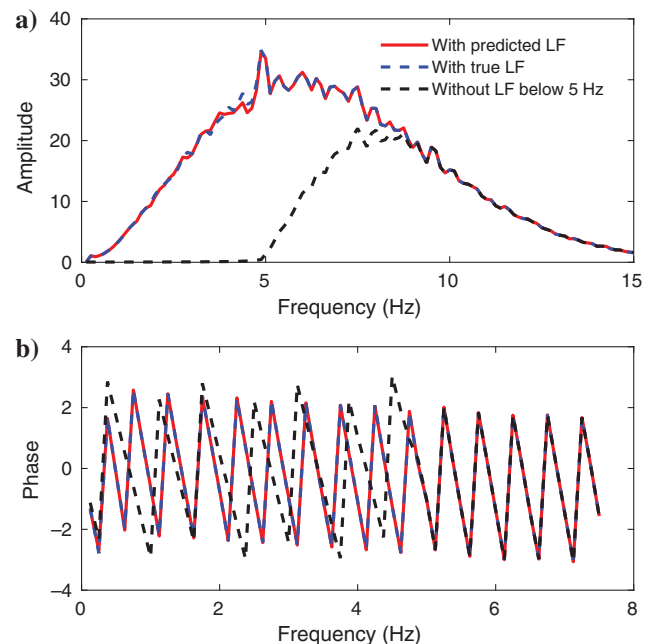 a)
40
30
20
10
0
Amplitude
With predicted LF
With true LF
Without LF below 5 Hz
0 5 10 15
Frequency (Hz)
b)
4
2
0
−2
−4
Phase
0 2 4 6 8
Frequency (Hz)